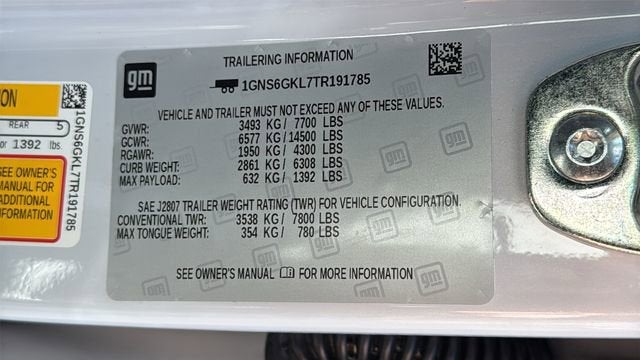 TRAILERING INFORMATION
gm
1GNS6GKL7TR191785
VEHICLE AND TRAILER MUST NOT EXCEED ANY OF THESE VALUES.
GVWR: 3493 KG / 7700 LBS
GCWR: 6577 KG / 14500 LBS
RGAWR: 1950 KG / 4300 LBS
CURB WEIGHT: 2861 KG / 6308 LBS
MAX PAYLOAD: 632 KG / 1392 LBS
SAE J2807 TRAILER WEIGHT RATING (TWR) FOR VEHICLE CONFIGURATION.
CONVENTIONAL TWR: 3538 KG / 7800 LBS
MAX TONGUE WEIGHT: 354 KG / 780 LBS
SEE OWNER'S MANUAL FOR MORE INFORMATION
REAR 5
or 1392 lbs.
SEE OWNER'S
MANUAL FOR
ADDITIONAL
INFORMATION
1GNS6GKL7TR191785